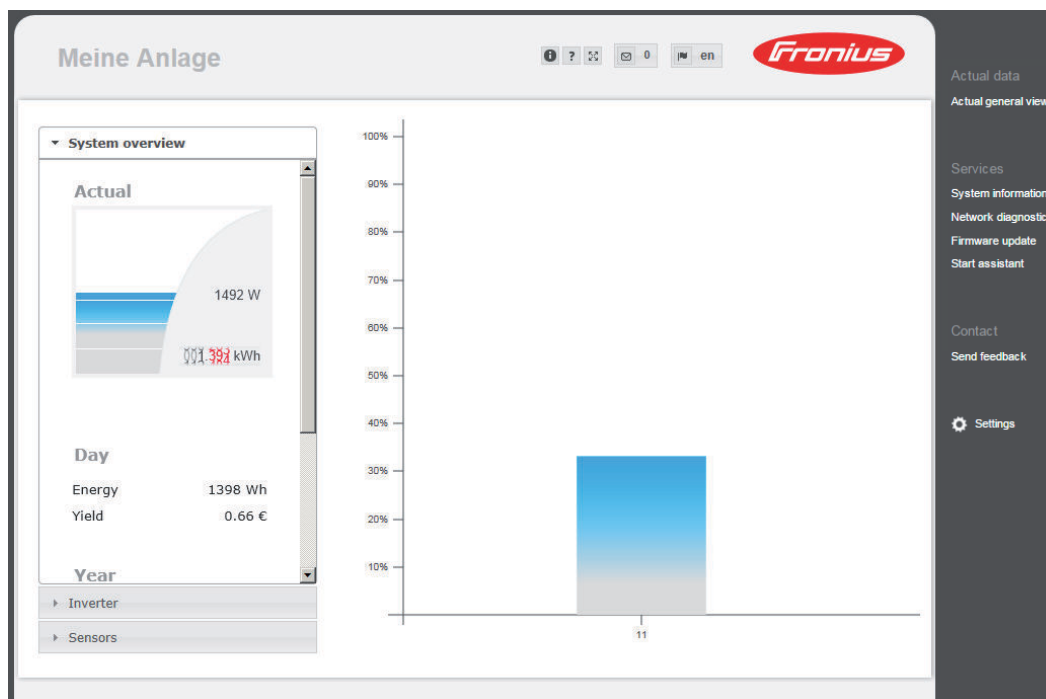 Meine Anlage
? 0 en
Fronius
System overview
Actual
1492 W
kWh
Day
Energy 1398 Wh
Yield 0.66 €
Year
Inverter
Sensors
100%
90%
80%
70%
60%
50%
40%
30%
20%
10%
11
Actual data
Actual general view
Services
System information
Network diagnostic
Firmware update
Start assistant
Contact
Send feedback
Settings